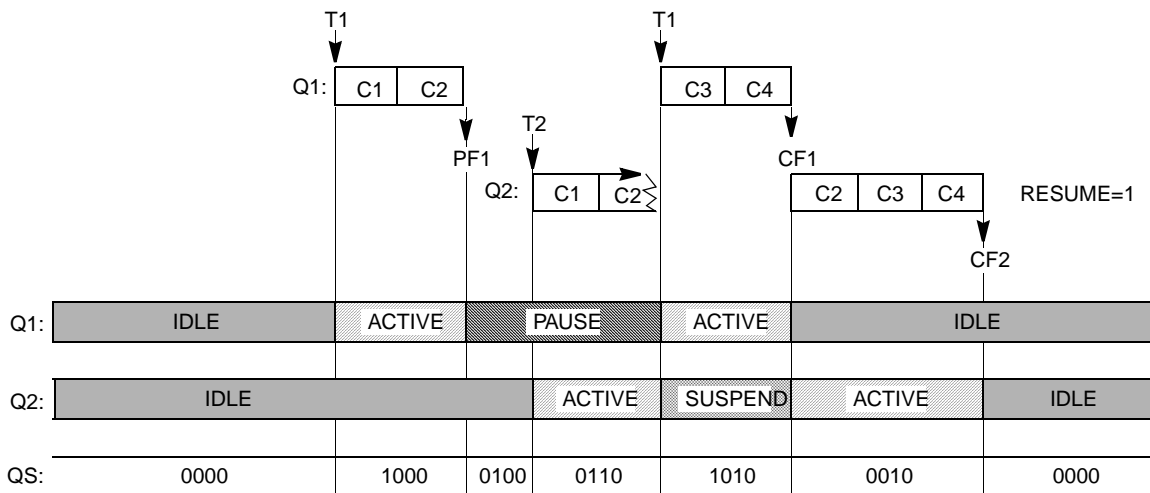 T1 T1
Q1: C1 C2 C3 C4
T2
PF1 CF1
Q2: C1 C2 C2 C3 C4 RESUME=1
CF2
Q1: IDLE ACTIVE PAUSE ACTIVE IDLE
Q2: IDLE ACTIVE SUSPEND ACTIVE IDLE
QS: 0000 1000 0100 0110 1010 0010 0000